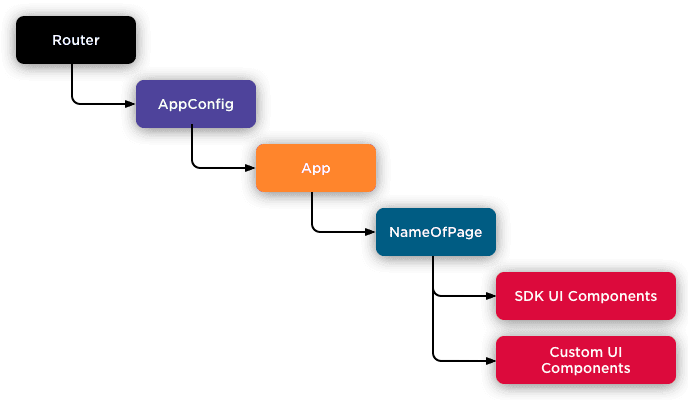 Router
AppConfig
App
NameOfPage
SDK UI Components
Custom UI
Components